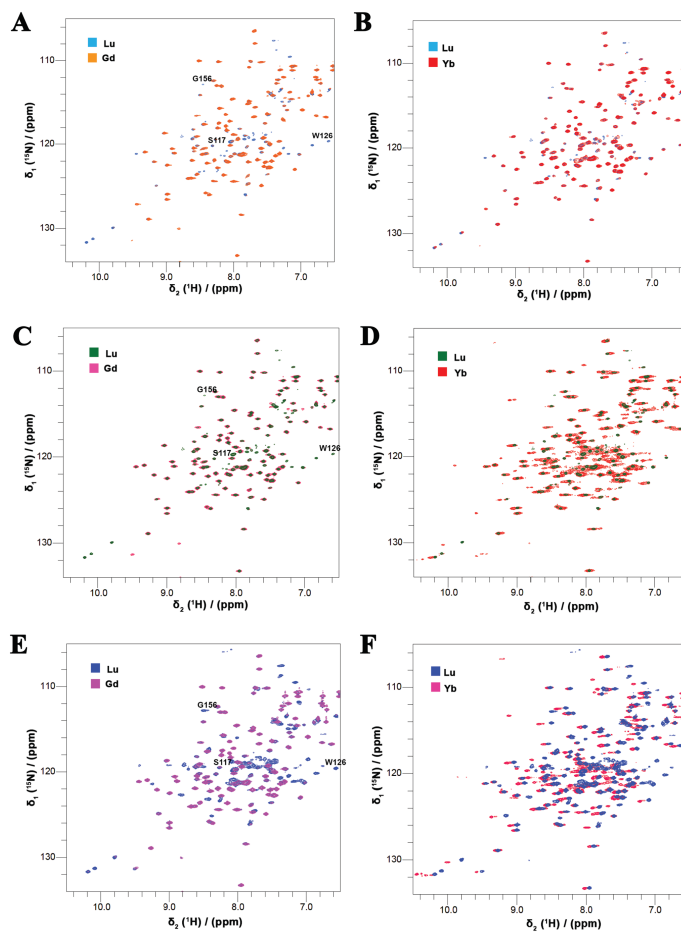 A
Lu
Gd
G156
S117
W126
110
120
130
δ1 (15N) / (ppm)
10.0 9.0 8.0 7.0
δ2 (1H) / (ppm)
B
Lu
Yb
110
120
130
δ1 (15N) / (ppm)
10.0 9.0 8.0 7.0
δ2 (1H) / (ppm)
C
Lu
Gd
G156
S117
W126
110
120
130
δ1 (15N) / (ppm)
10.0 9.0 8.0 7.0
δ2 (1H) / (ppm)
D
Lu
Yb
110
120
130
δ1 (15N) / (ppm)
10.0 9.0 8.0 7.0
δ2 (1H) / (ppm)
E
Lu
Gd
G156
S117
W126
110
120
130
δ1 (15N) / (ppm)
10.0 9.0 8.0 7.0
δ2 (1H) / (ppm)
F
Lu
Yb
110
120
130
δ1 (15N) / (ppm)
10.0 9.0 8.0 7.0
δ2 (1H) / (ppm)